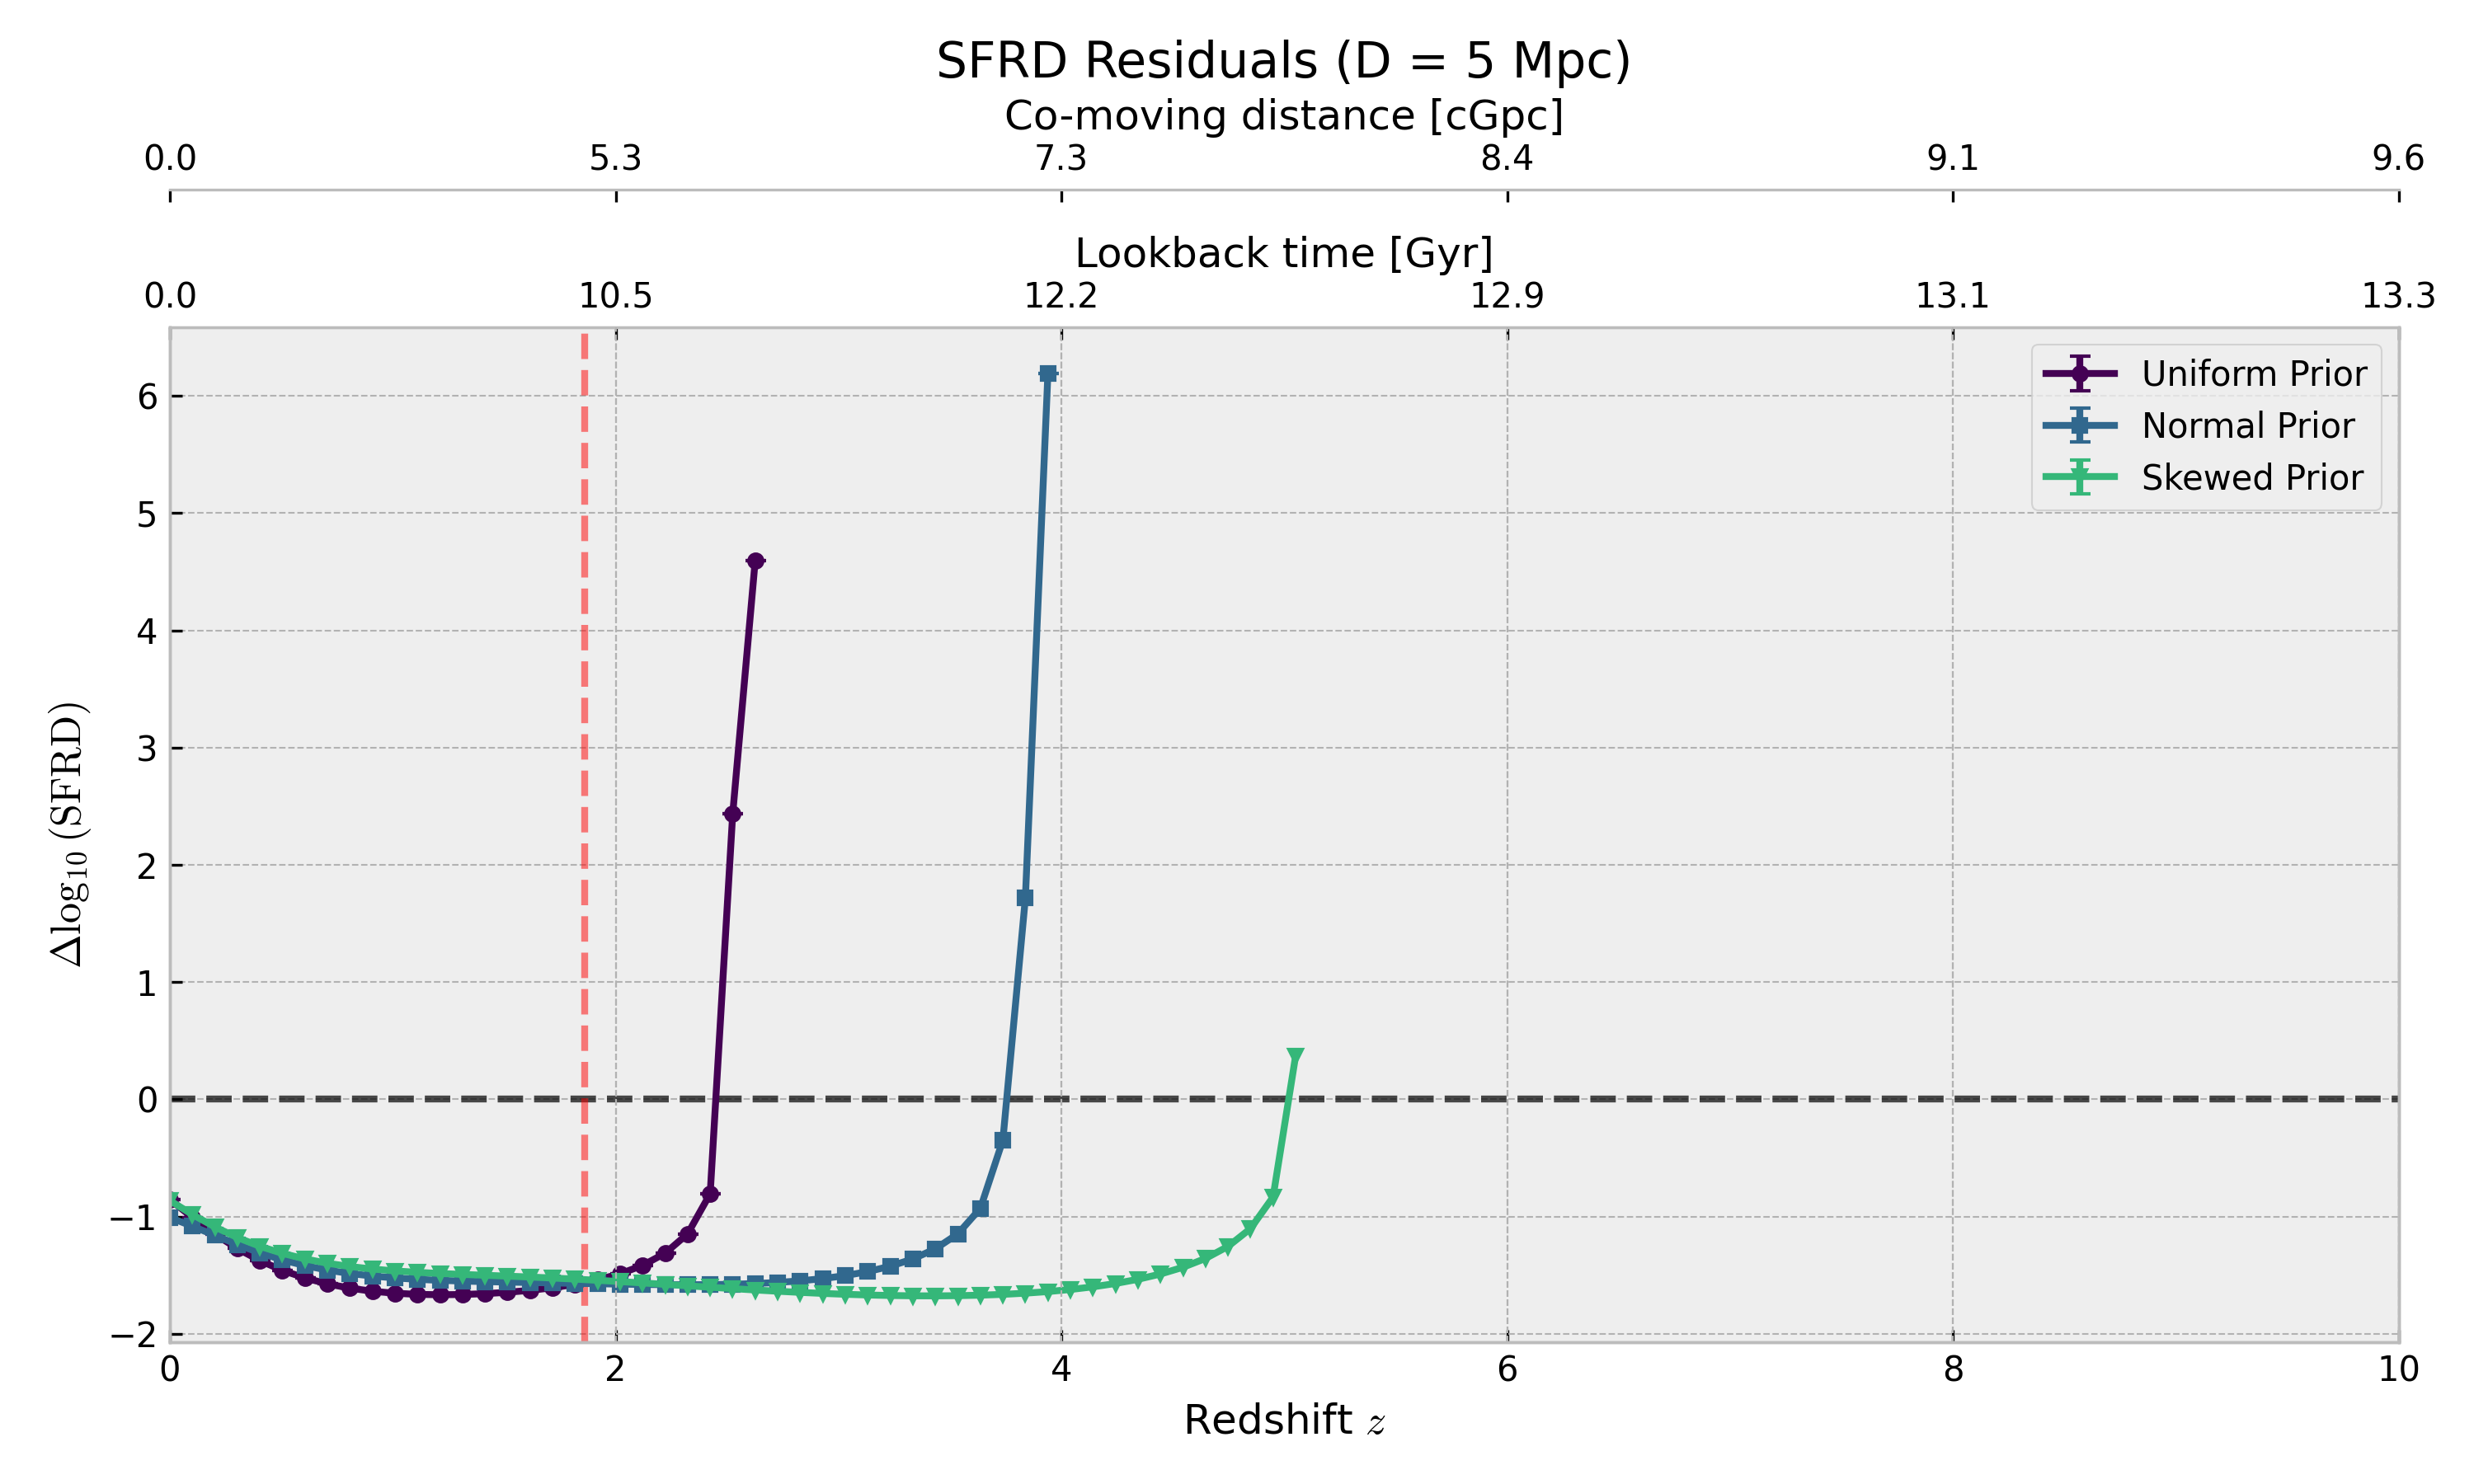 SFRD Residuals (D = 5 Mpc)
Co-moving distance [cGpc]
0.0 5.3 7.3 8.4 9.1 9.6
Lookback time [Gyr]
0.0 10.5 12.2 12.9 13.1 13.3
Uniform Prior
Normal Prior
Skewed Prior
6
5
4
3
2
1
0
−1
−2
Δlog₁₀(SFRD)
0 2 4 6 8 10
Redshift z